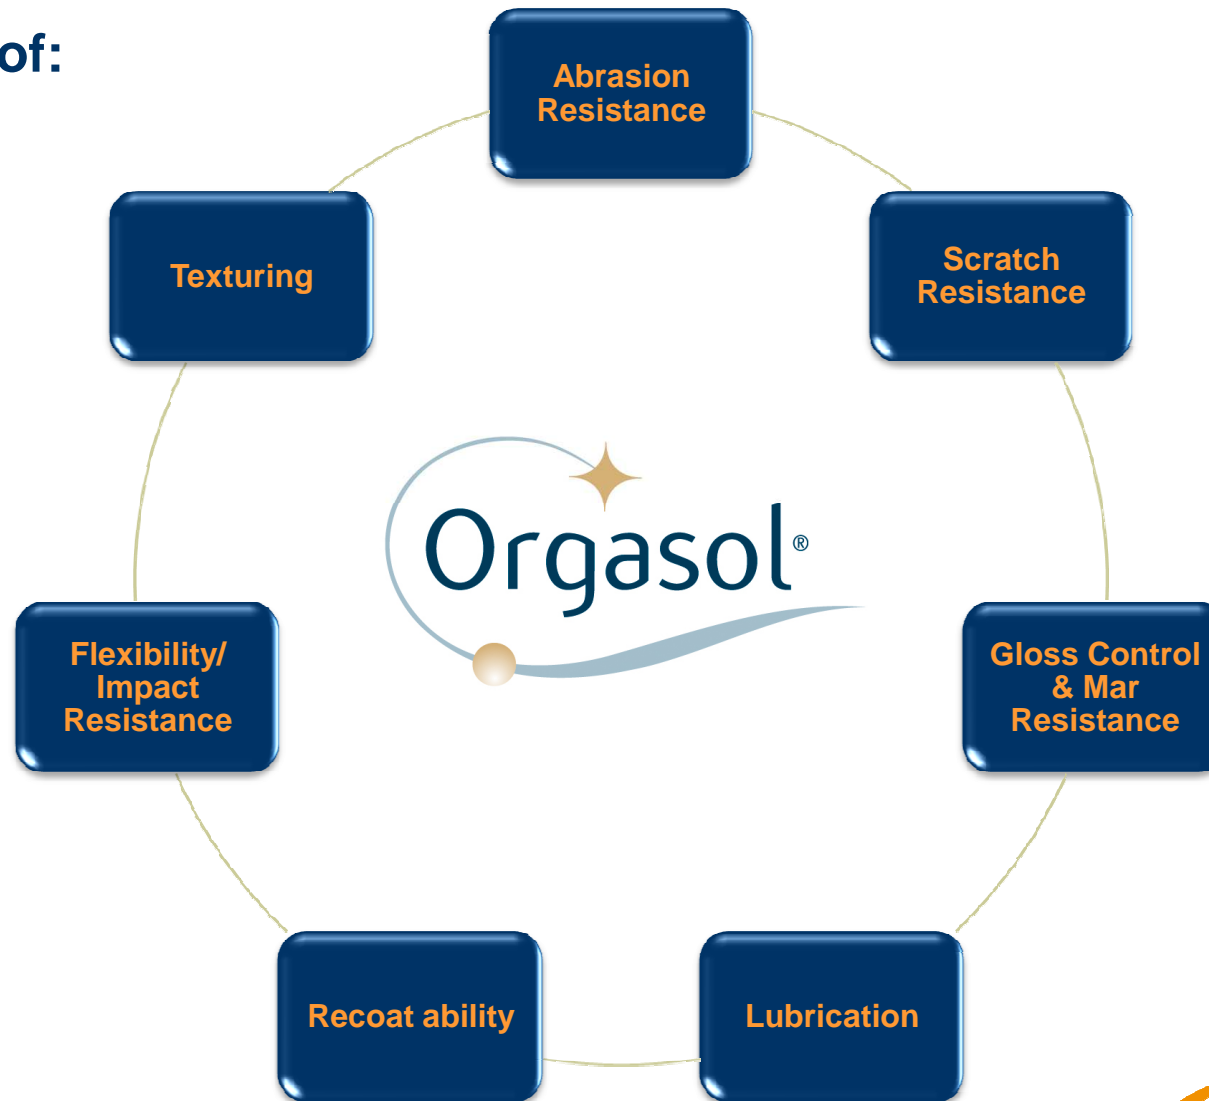 of:
Abrasion
Resistance
Scratch
Resistance
Gloss Control
& Mar
Resistance
Lubrication
Recoat ability
Flexibility/
Impact
Resistance
Texturing
Orgasol®